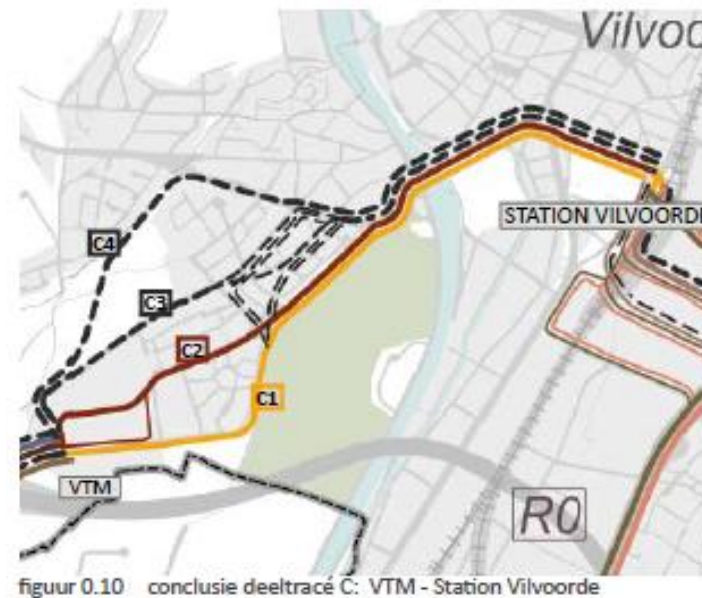 Vilvoo
STATION VILVOORDE
C4
C3
C2
C1
VTM
R0
figuur 0.10 conclusie deeltracé C: VTM - Station Vilvoorde